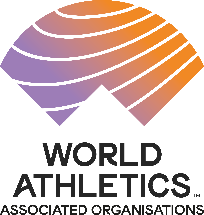 WORLD
ATHLETICS™
ASSOCIATED ORGANISATIONS